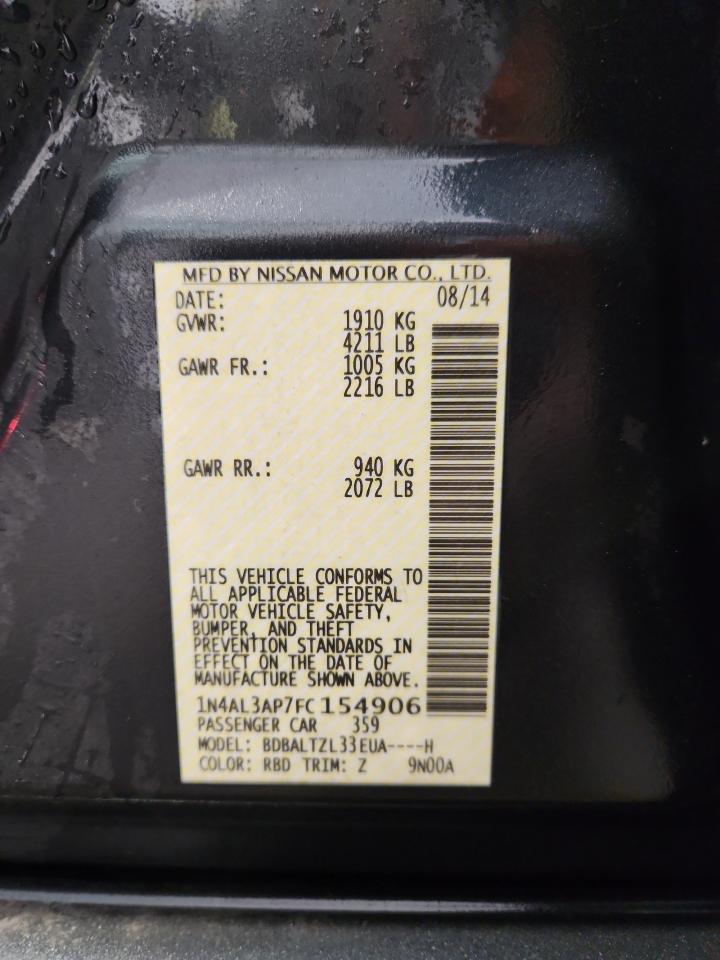 MFD BY NISSAN MOTOR CO., LTD.
DATE: 08/14
GVWR: 1910 KG
4211 LB
GAWR FR.: 1005 KG
2216 LB
GAWR RR.: 940 KG
2072 LB
THIS VEHICLE CONFORMS TO
ALL APPLICABLE FEDERAL
MOTOR VEHICLE SAFETY,
BUMPER, AND THEFT
PREVENTION STANDARDS IN
EFFECT ON THE DATE OF
MANUFACTURE SHOWN ABOVE.
1N4AL3AP7FC154906
PASSENGER CAR 359
MODEL: BDBALTZL33EUA----H
COLOR: RBD TRIM: Z 9N00A